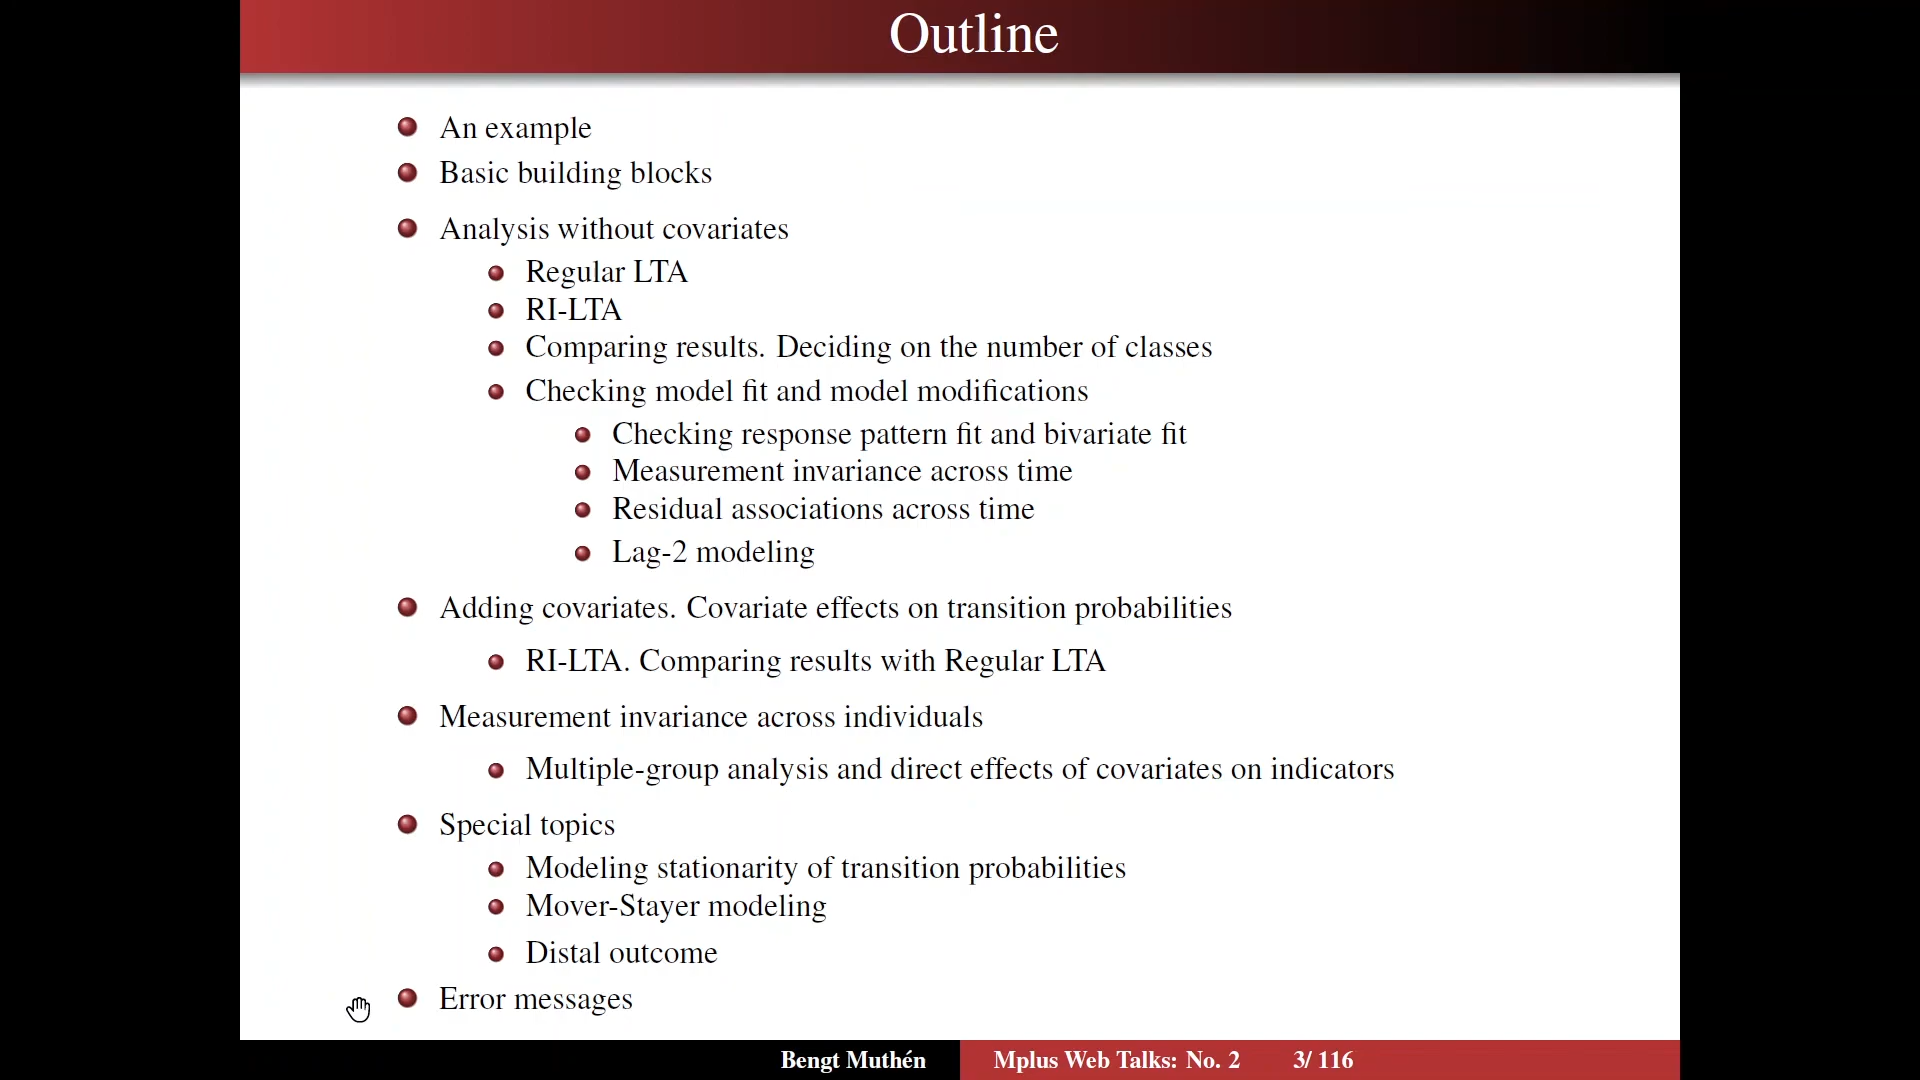 Outline
An example
Basic building blocks
Analysis without covariates
Regular LTA
RI-LTA
Comparing results. Deciding on the number of classes
Checking model fit and model modifications
Checking response pattern fit and bivariate fit
Measurement invariance across time
Residual associations across time
Lag-2 modeling
Adding covariates. Covariate effects on transition probabilities
RI-LTA. Comparing results with Regular LTA
Measurement invariance across individuals
Multiple-group analysis and direct effects of covariates on indicators
Special topics
Modeling stationarity of transition probabilities
Mover-Stayer modeling
Distal outcome
Error messages
Bengt Muthén Mplus Web Talks: No. 2 3/ 116